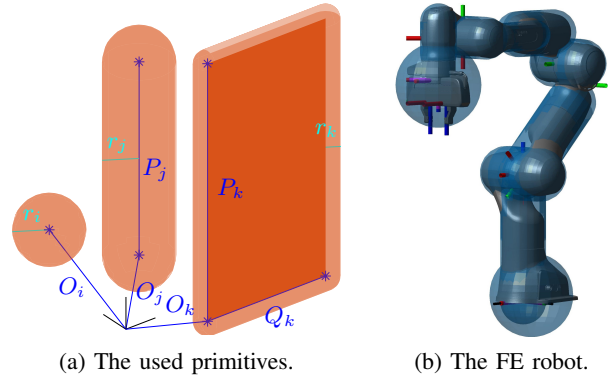 r_j
r_k
P_j
P_k
r_i
O_i
O_j
O_k
Q_k
(a) The used primitives.
(b) The FE robot.